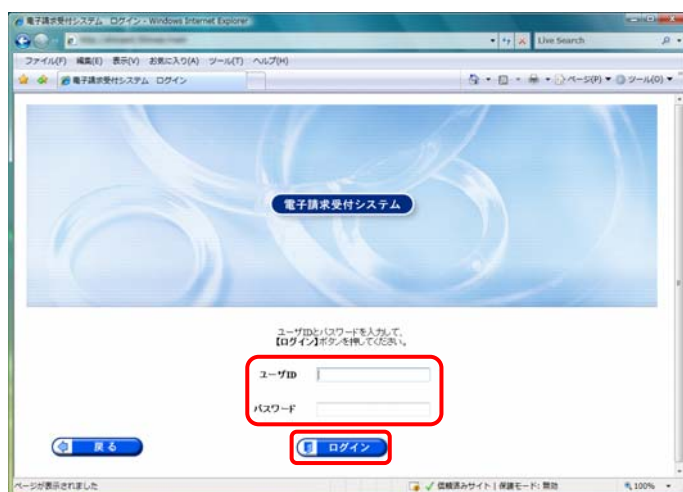 電子請求受付システム　ログイン - Windows Internet Explorer
Live Search
ファイル(F) 編集(E) 表示(V) お気に入り(A) ツール(T) ヘルプ(H)
電子請求受付システム　ログイン
ページ(P) ツール(O)
電子請求受付システム
ユーザIDとパスワードを入力して、
【ログイン】ボタンを押してください。
ユーザID
パスワード
戻る
ログイン
ページが表示されました
信頼済みサイト | 保護モード: 無効
100%